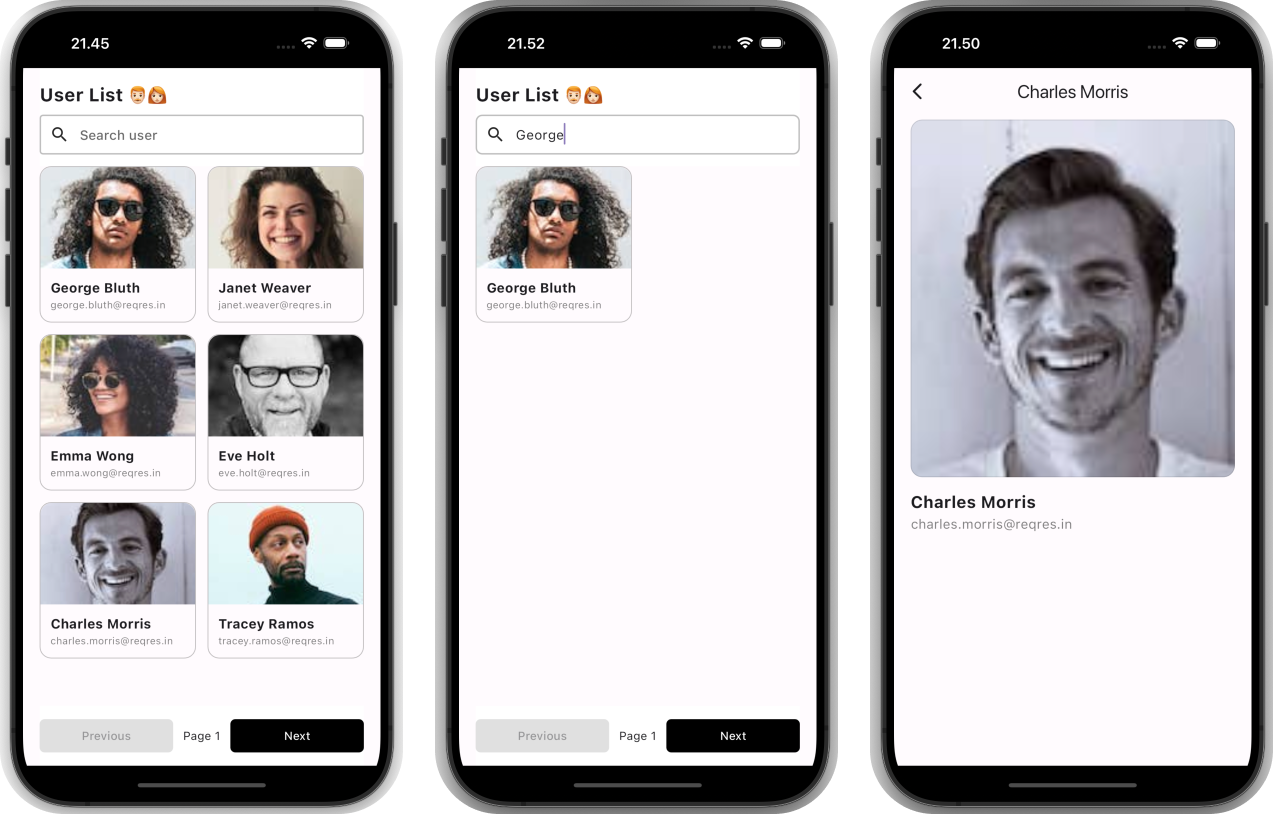 21.45
User List 👨🏼‍🦰👩🏼‍🦰
Search user
George Bluth
george.bluth@reqres.in
Janet Weaver
janet.weaver@reqres.in
Emma Wong
emma.wong@reqres.in
Eve Holt
eve.holt@reqres.in
Charles Morris
charles.morris@reqres.in
Tracey Ramos
tracey.ramos@reqres.in
Previous
Page 1
Next
21.52
User List 👨🏼‍🦰👩🏼‍🦰
George
George Bluth
george.bluth@reqres.in
Previous
Page 1
Next
21.50
Charles Morris
Charles Morris
charles.morris@reqres.in